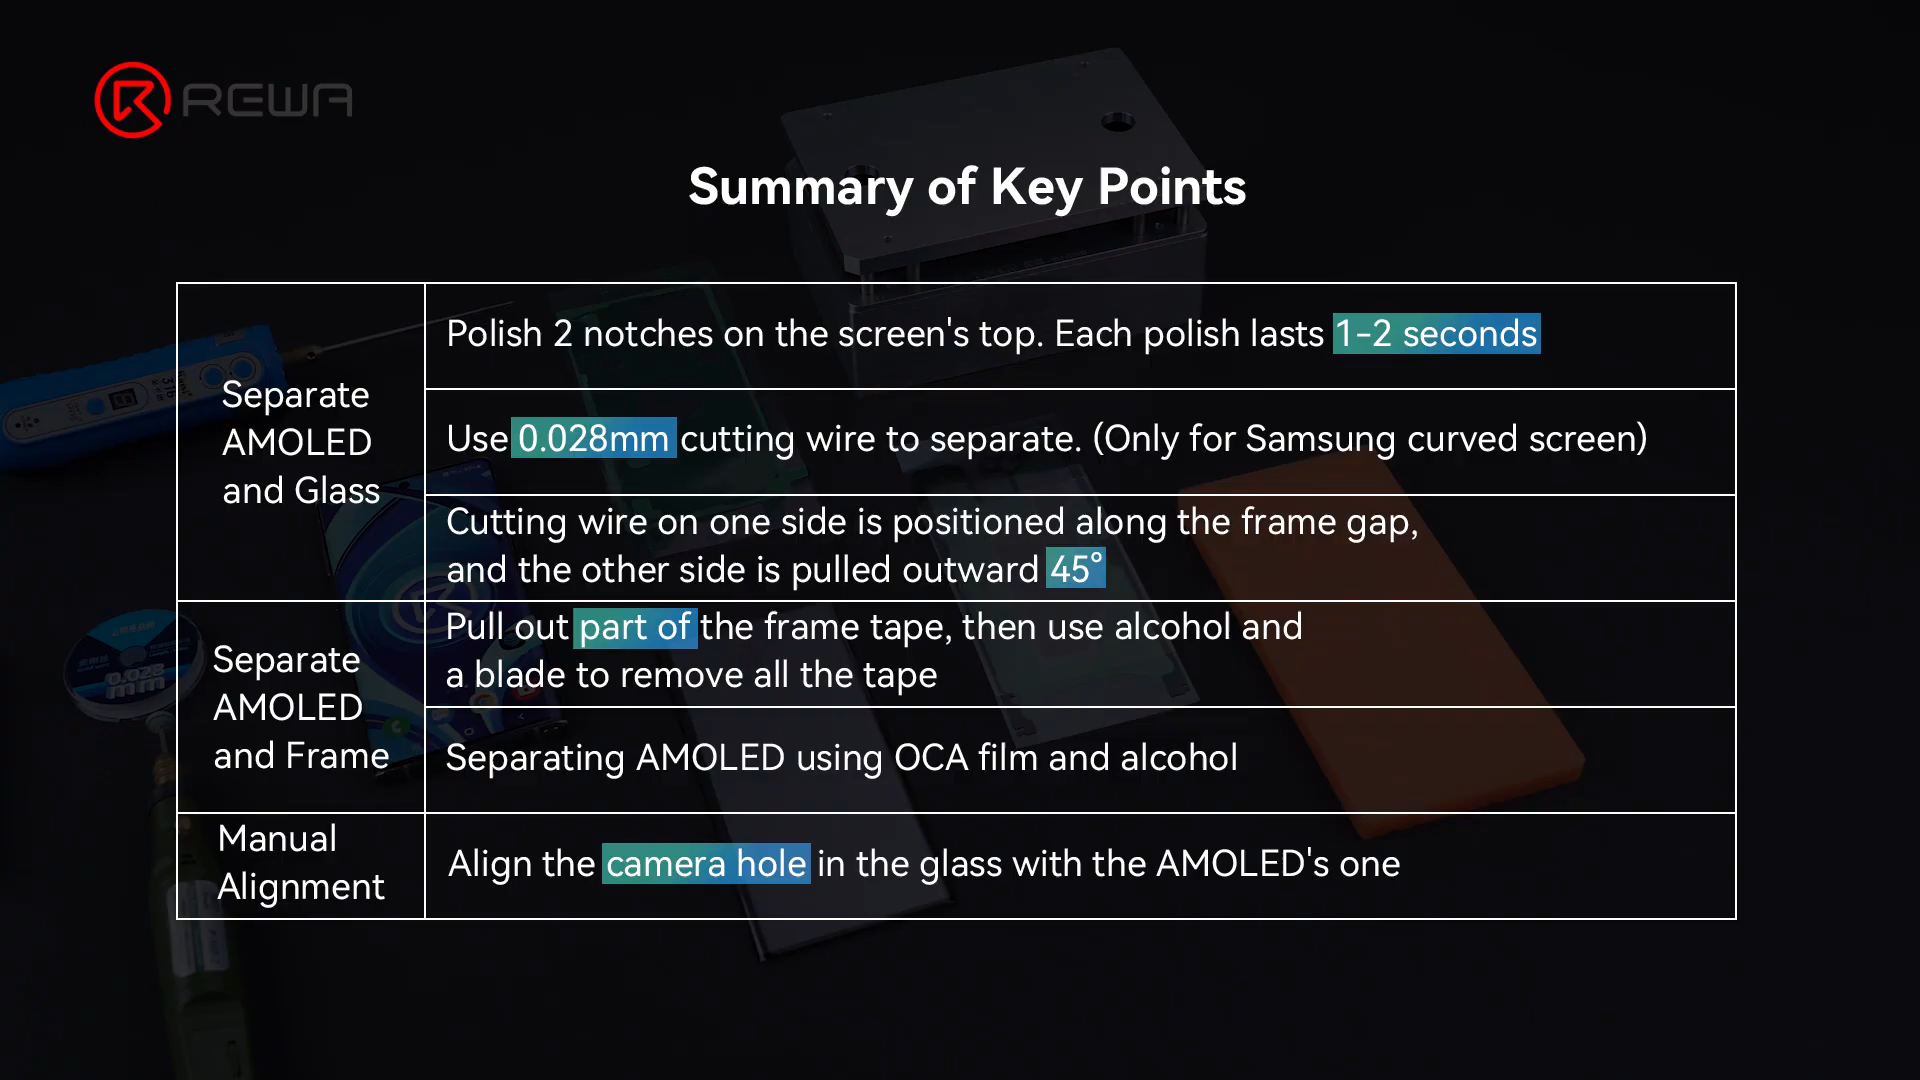 REWA
Summary of Key Points
Separate
AMOLED
and Glass
Polish 2 notches on the screen's top. Each polish lasts 1-2 seconds
Use 0.028mm cutting wire to separate. (Only for Samsung curved screen)
Cutting wire on one side is positioned along the frame gap,
and the other side is pulled outward 45°
Separate
AMOLED
and Frame
Pull out part of the frame tape, then use alcohol and
a blade to remove all the tape
Separating AMOLED using OCA film and alcohol
Manual
Alignment
Align the camera hole in the glass with the AMOLED's one
0.028
mm